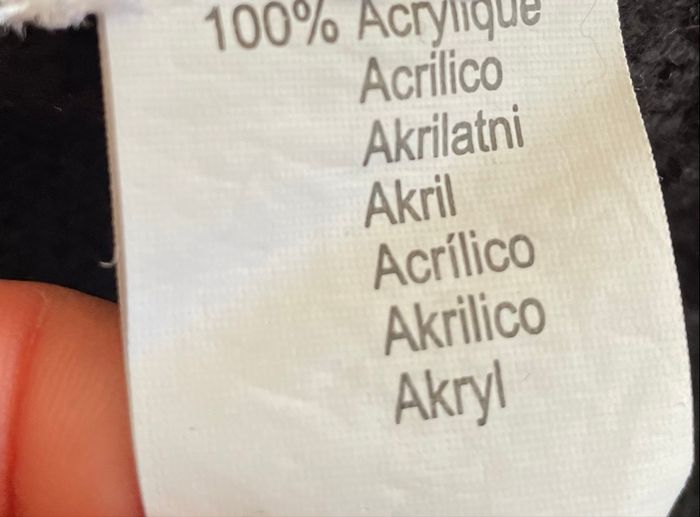 100% Acrylique
Acrilico
Akrilatni
Akril
Acrílico
Akrilico
Akryl